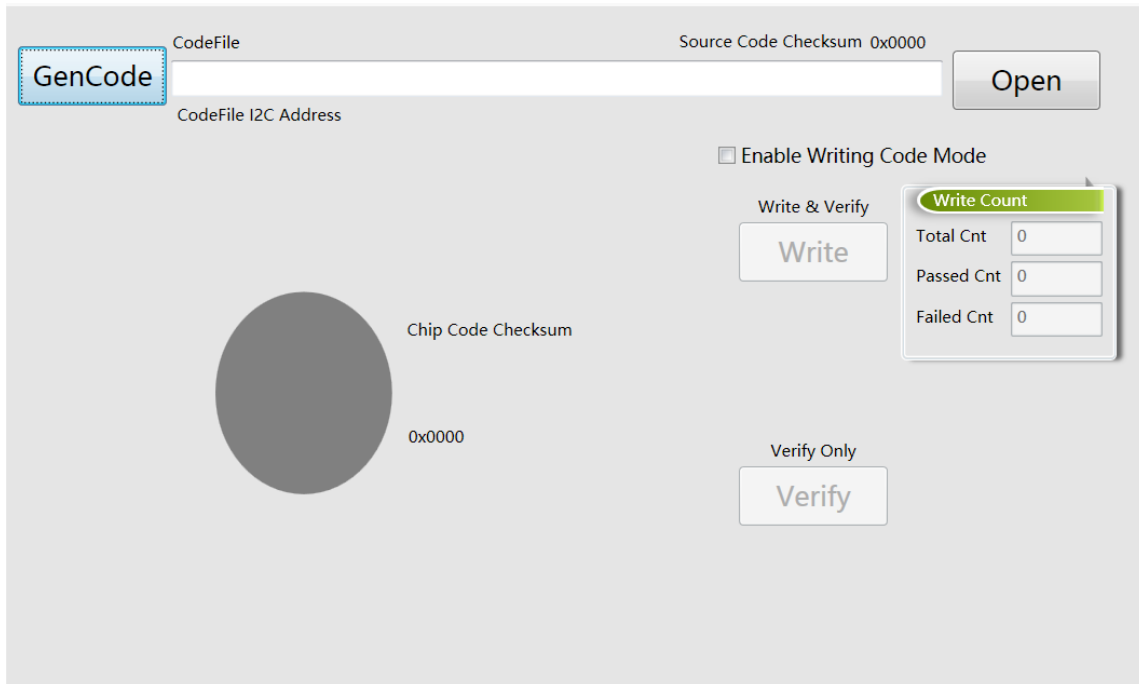 CodeFile
Source Code Checksum 0x0000
GenCode
Open
CodeFile I2C Address
Enable Writing Code Mode
Write & Verify
Write
Write Count
Total Cnt 0
Passed Cnt 0
Failed Cnt 0
Chip Code Checksum
0x0000
Verify Only
Verify